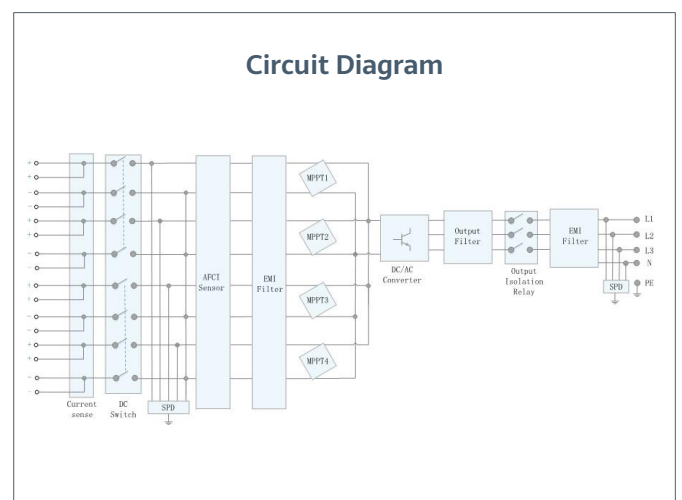 Circuit Diagram
+
+
−
−
+
+
−
−
+
+
−
−
+
+
−
−
Current
sense
DC
Switch
SPD
AFCI
Sensor
EMI
Filter
MPPT1
MPPT2
MPPT3
MPPT4
DC/AC
Converter
Output
Filter
Output
Isolation
Relay
EMI
Filter
SPD
L1
L2
L3
N
PE